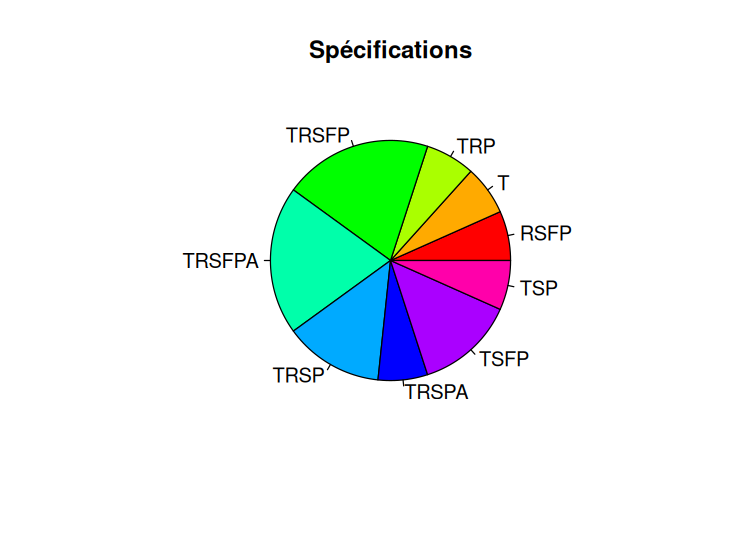 Spécifications
TRSFP
TRP
T
RSFP
TRSFPA
TSP
TSFP
TRSP
TRSPA